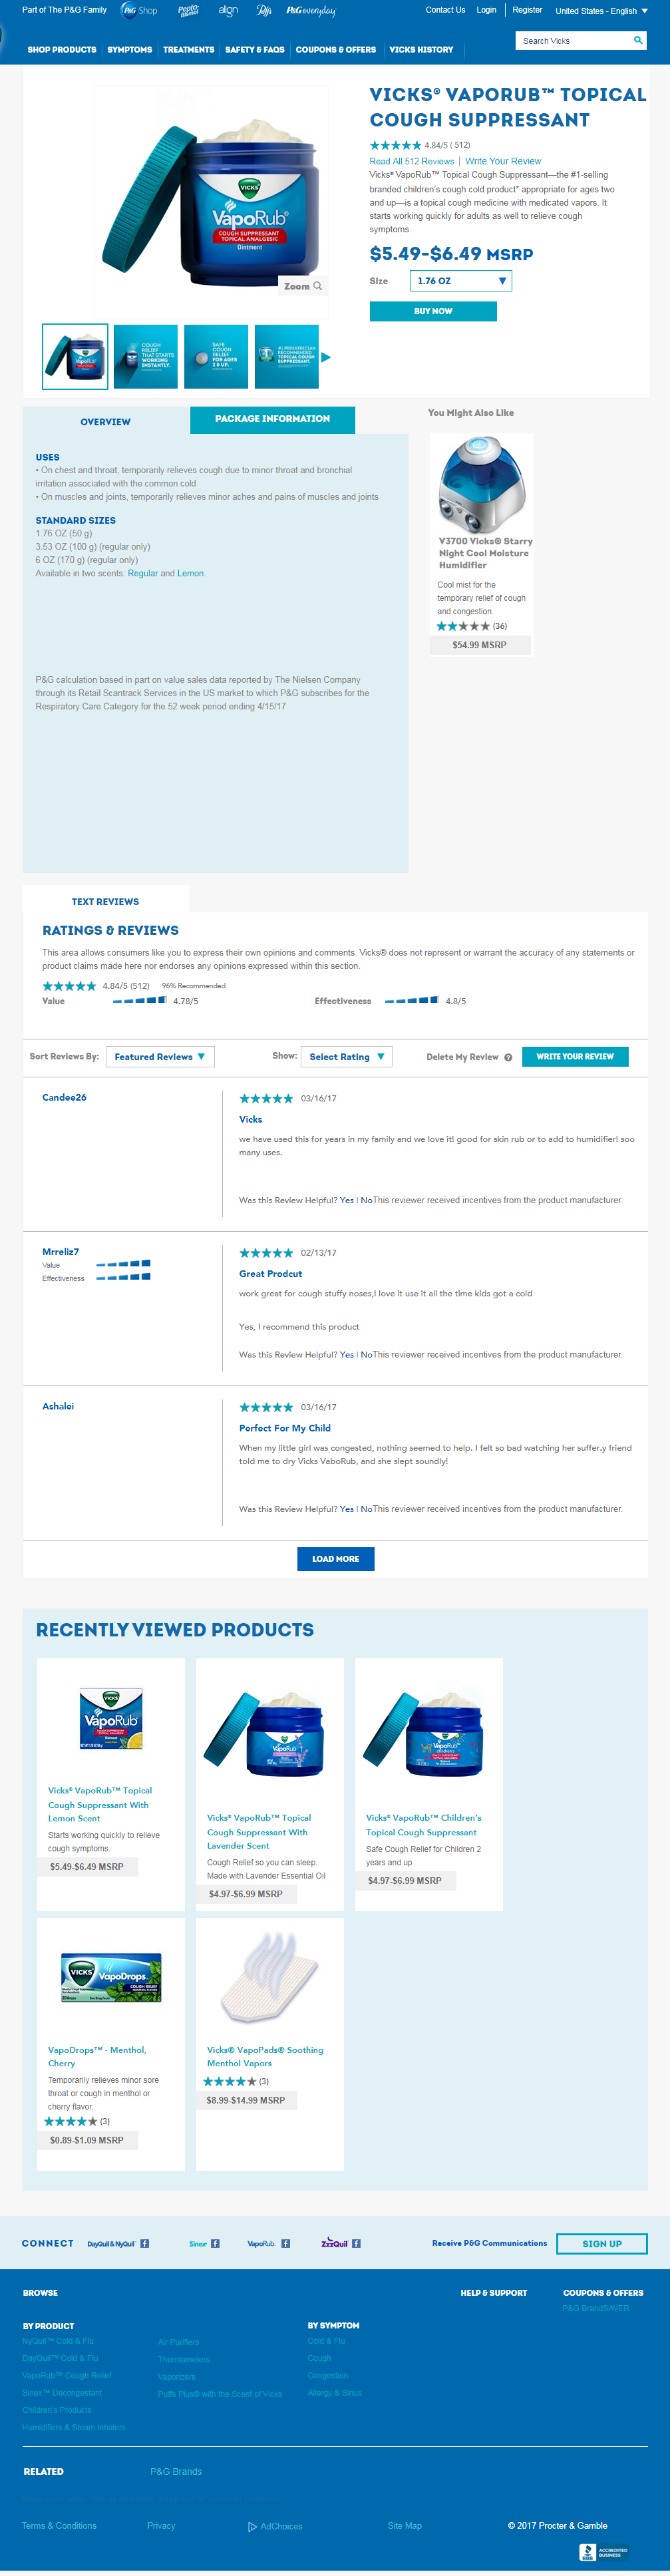 Part of The P&G Family
P&G Shop
Pepto Bismol
align
Puffs
P&G everyday
Contact Us
Login
Register
United States - English
SHOP PRODUCTS
SYMPTOMS
TREATMENTS
SAFETY & FAQS
COUPONS & OFFERS
VICKS HISTORY
Search Vicks
VICKS
VapoRub®
COUGH SUPPRESSANT
TOPICAL ANALGESIC
Ointment
Zoom
COUGH
RELIEF
THAT STARTS
WORKING
INSTANTLY.
SAFE
COUGH
RELIEF
FOR AGES
2 & UP.
#1 PEDIATRICIAN
RECOMMENDED
TOPICAL COUGH
SUPPRESSANT.
VICKS® VAPORUB™ TOPICAL
COUGH SUPPRESSANT
4.84/5 ( 512)
Read All 512 Reviews | Write Your Review
Vicks® VapoRub™ Topical Cough Suppressant—the #1-selling
branded children's cough cold product* appropriate for ages two
and up—is a topical cough medicine with medicated vapors. It
starts working quickly for adults as well to relieve cough
symptoms.
$5.49-$6.49 MSRP
Size
1.76 OZ
BUY NOW
OVERVIEW
PACKAGE INFORMATION
USES
• On chest and throat, temporarily relieves cough due to minor throat and bronchial
irritation associated with the common cold
• On muscles and joints, temporarily relieves minor aches and pains of muscles and joints
STANDARD SIZES
1.76 OZ (50 g)
3.53 OZ (100 g) (regular only)
6 OZ (170 g) (regular only)
Available in two scents: Regular and Lemon.
P&G calculation based in part on value sales data reported by The Nielsen Company
through its Retail Scantrack Services in the US market to which P&G subscribes for the
Respiratory Care Category for the 52 week period ending 4/15/17
You Might Also Like
V3700 Vicks® Starry
Night Cool Moisture
Humidifier
Cool mist for the
temporary relief of cough
and congestion.
(36)
$54.99 MSRP
TEXT REVIEWS
RATINGS & REVIEWS
This area allows consumers like you to express their own opinions and comments. Vicks® does not represent or warrant the accuracy of any statements or
product claims made here nor endorses any opinions expressed within this section.
4.84/5 (512)
96% Recommended
Value
4.78/5
Effectiveness
4.8/5
Sort Reviews By:
Featured Reviews
Show:
Select Rating
Delete My Review
WRITE YOUR REVIEW
Candee26
03/16/17
Vicks
we have used this for years in my family and we love it! good for skin rub or to add to humidifier! soo
many uses.
Was this Review Helpful? Yes | NoThis reviewer received incentives from the product manufacturer.
Mrreliz7
Value
Effectiveness
02/13/17
Great Prodcut
work great for cough stuffy noses,I love it use it all the time kids got a cold
Yes, I recommend this product
Was this Review Helpful? Yes | NoThis reviewer received incentives from the product manufacturer.
Ashalei
03/16/17
Perfect For My Child
When my little girl was congested, nothing seemed to help. I felt so bad watching her suffer.y friend
told me to dry Vicks VaboRub, and she slept soundly!
Was this Review Helpful? Yes | NoThis reviewer received incentives from the product manufacturer.
LOAD MORE
RECENTLY VIEWED PRODUCTS
VICKS
VapoRub
Vicks® VapoRub™ Topical
Cough Suppressant With
Lemon Scent
Starts working quickly to relieve
cough symptoms.
$5.49-$6.49 MSRP
VapoRub
Vicks® VapoRub™ Topical
Cough Suppressant With
Lavender Scent
Cough Relief so you can sleep.
Made with Lavender Essential Oil
$4.97-$6.99 MSRP
VapoRub
Vicks® VapoRub™ Children's
Topical Cough Suppressant
Safe Cough Relief for Children 2
years and up
$4.97-$6.99 MSRP
VICKS
VapoDrops
COUGH RELIEF
VapoDrops™ - Menthol,
Cherry
Temporarily relieves minor sore
throat or cough in menthol or
cherry flavor.
(3)
$0.89-$1.09 MSRP
Vicks® VapoPads® Soothing
Menthol Vapors
(3)
$8.99-$14.99 MSRP
CONNECT
DayQuil & NyQuil
Sinex
VapoRub
ZzzQuil
Receive P&G Communications
SIGN UP
BROWSE
HELP & SUPPORT
COUPONS & OFFERS
P&G BrandSAVER
BY PRODUCT
NyQuil™ Cold & Flu
DayQuil™ Cold & Flu
VapoRub™ Cough Relief
Sinex™ Decongestant
Children's Products
Humidifiers & Steam Inhalers
Air Purifiers
Thermometers
Vaporizers
Puffs Plus® with the Scent of Vicks
BY SYMPTOM
Cold & Flu
Cough
Congestion
Allergy & Sinus
RELATED
P&G Brands
Terms & Conditions
Privacy
AdChoices
Site Map
© 2017 Procter & Gamble
BBB
ACCREDITED
BUSINESS